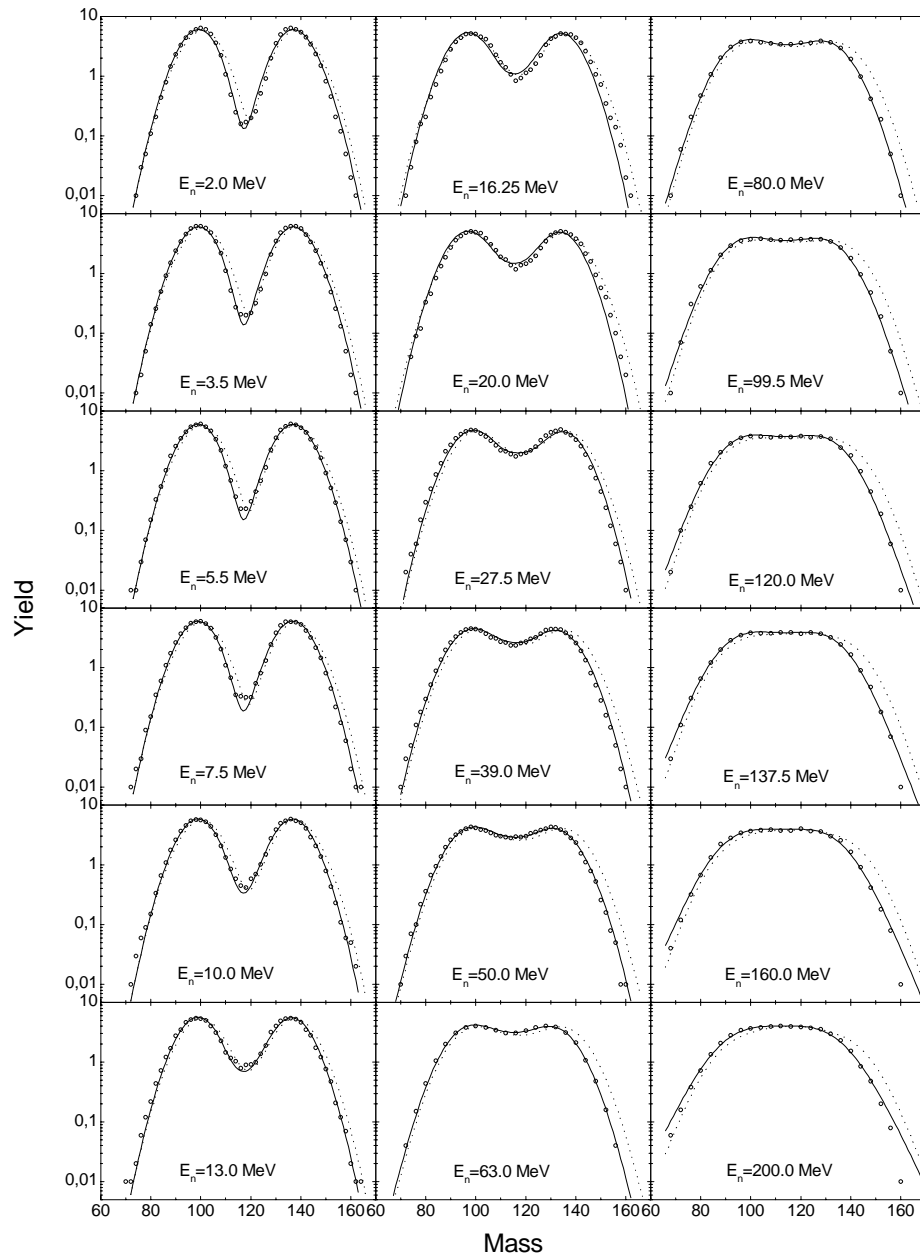 10
1
0,1
0,01
E_n=2.0 MeV
E_n=16.25 MeV
E_n=80.0 MeV
10
1
0,1
0,01
E_n=3.5 MeV
E_n=20.0 MeV
E_n=99.5 MeV
10
1
0,1
0,01
E_n=5.5 MeV
E_n=27.5 MeV
E_n=120.0 MeV
Yield
10
1
0,1
0,01
E_n=7.5 MeV
E_n=39.0 MeV
E_n=137.5 MeV
10
1
0,1
0,01
E_n=10.0 MeV
E_n=50.0 MeV
E_n=160.0 MeV
10
1
0,1
0,01
E_n=13.0 MeV
E_n=63.0 MeV
E_n=200.0 MeV
60 80 100 120 140 160 60 80 100 120 140 160 60 80 100 120 140 160
Mass